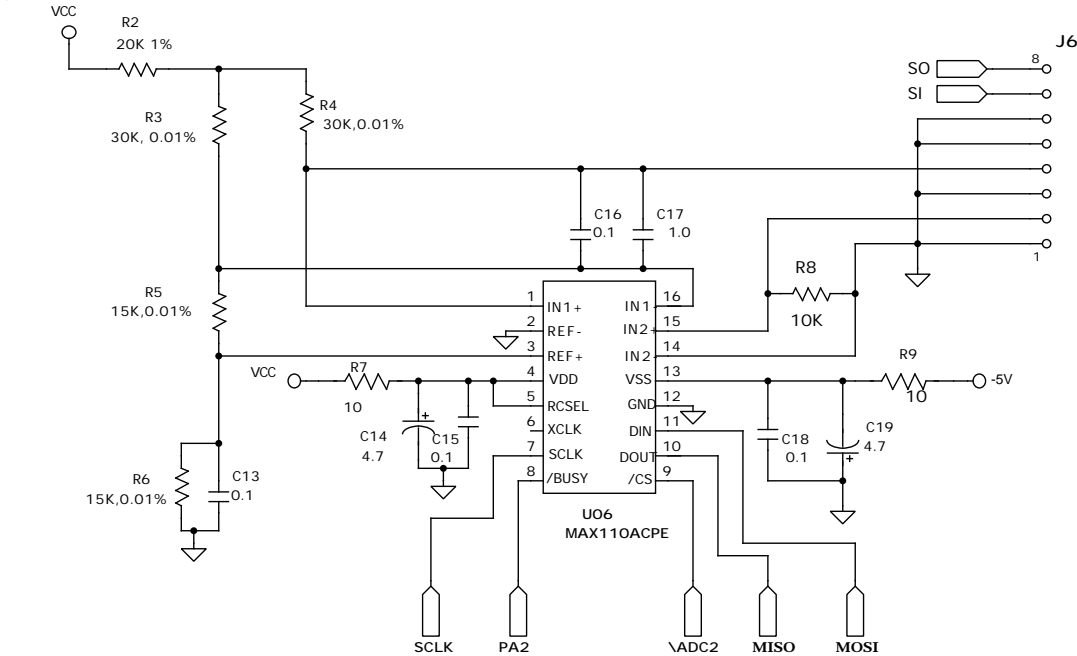 VCC
R2
20K 1%
J6
SO
8
SI
R4
30K,0.01%
R3
30K, 0.01%
C16
0.1
C17
1.0
1
R8
10K
R5
15K,0.01%
1
IN1+
IN1-
16
2
REF-
IN2+
15
3
REF+
IN2-
14
VCC
R7
10
4
VDD
VSS
13
R9
10
-5V
5
RCSEL
GND
12
6
XCLK
DIN
11
7
SCLK
DOUT
10
8
/BUSY
/CS
9
+
C14
4.7
C15
0.1
C18
0.1
C19
4.7
+
R6
15K,0.01%
C13
0.1
U06
MAX110ACPE
SCLK
PA2
\ADC2
MISO
MOSI